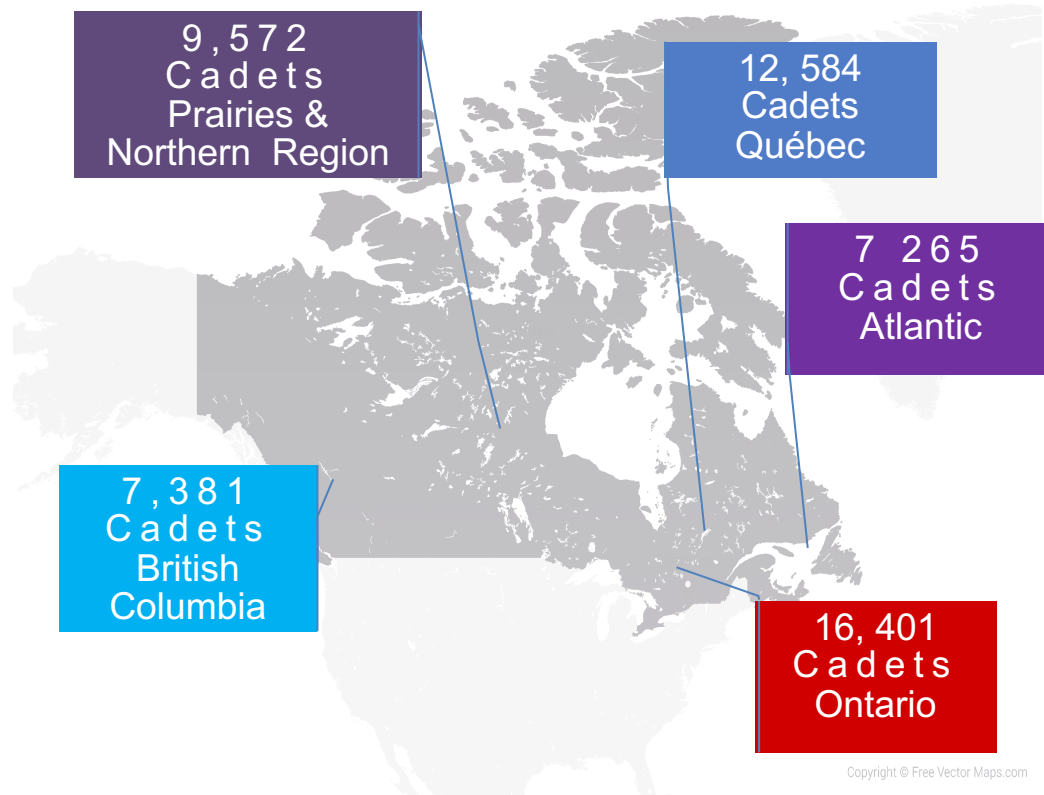 9,572
Cadets
Prairies &
Northern Region
12, 584
Cadets
Québec
7 265
Cadets
Atlantic
7,381
Cadets
British
Columbia
16, 401
Cadets
Ontario
Copyright © Free Vector Maps.com